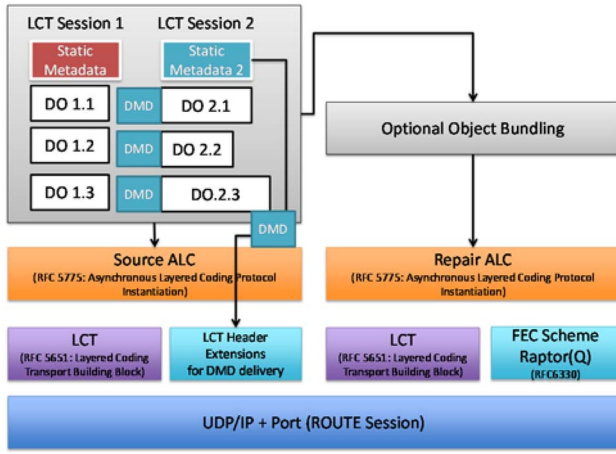 LCT Session 1
LCT Session 2
Static
Metadata
Static
Metadata 2
DO 1.1
DMD
DO 2.1
DO 1.2
DMD
DO 2.2
DO 1.3
DMD
DO.2.3
DMD
Optional Object Bundling
Source ALC
(RFC 5775: Asynchronous Layered Coding Protocol
Instantiation)
Repair ALC
(RFC 5775: Asynchronous Layered Coding Protocol
Instantiation)
LCT
(RFC 5651: Layered Coding
Transport Building Block)
LCT Header
Extensions
for DMD delivery
LCT
(RFC 5651: Layered Coding
Transport Building Block)
FEC Scheme
Raptor(Q)
(RFC6330)
UDP/IP + Port (ROUTE Session)